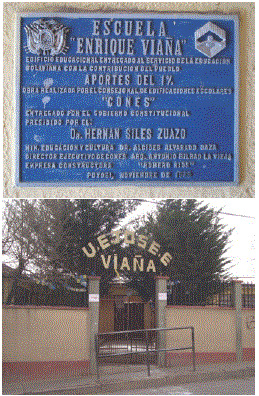 ESCUELA
"ENRIQUE VIAÑA"
EDIFICIO EDUCACIONAL ENTREGADO AL SERVICIO DE LA EDUCACION
BOLIVIANA CON LA CONTRIBUCION DEL PUEBLO
APORTES DEL 1%
OBRA REALIZADA POR EL CONSEJO NAL. DE EDIFICACIONES ESCOLARES
"CONES"
ENTREGADO POR EL GOBIERNO CONSTITUCIONAL
PRESIDIDO POR EL:
DR. HERNAN SILES ZUAZO
MIN. EDUCACION Y CULTURA DR. ALCIDES ALVARADO DAZA
DIRECTOR EJECUTIVO DE CONES ARQ. ANTONIO BILBAO LA VIEJA
EMPRESA CONSTRUCTORA "ROMERO
NOVIEMBRE DE
VIAÑA